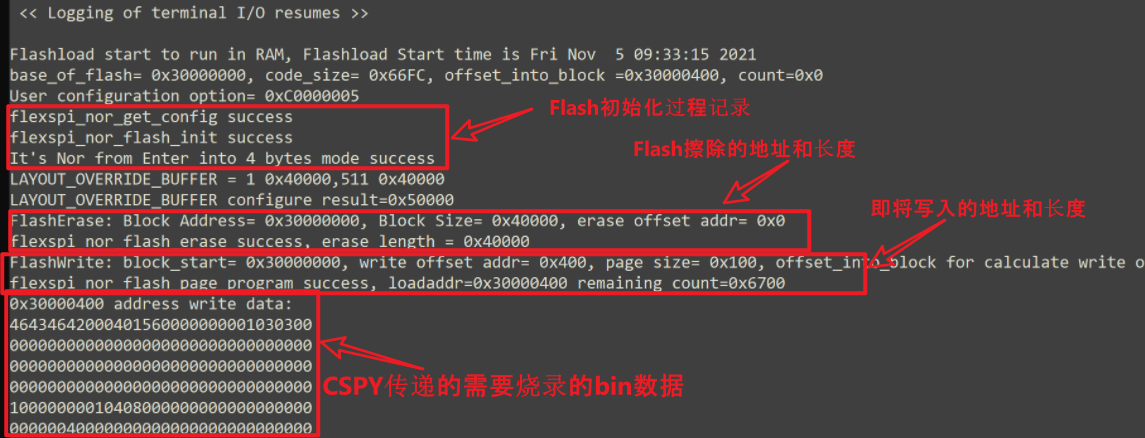 << Logging of terminal I/O resumes >>
Flashload start to run in RAM, Flashload Start time is Fri Nov  5 09:33:15 2021
base_of_flash= 0x30000000, code_size= 0x66FC, offset_into_block =0x30000400, count=0x0
User configuration option= 0xC0000005
Flash初始化过程记录
flexspi_nor_get_config success
flexspi_nor_flash_init success
It's Nor from Enter into 4 bytes mode success
Flash擦除的地址和长度
LAYOUT_OVERRIDE_BUFFER = 1 0x40000,511 0x40000
LAYOUT_OVERRIDE_BUFFER configure result=0x50000
即将写入的地址和长度
FlashErase: Block Address= 0x30000000, Block Size= 0x40000, erase offset addr= 0x0
flexspi nor flash erase success, erase length = 0x40000
FlashWrite: block_start= 0x30000000, write offset addr= 0x400, page size= 0x100, offset_into_block for calculate write o
flexspi nor flash page program success, loadaddr=0x30000400 remaining count=0x6700
0x30000400 address write data:
46434642000401560000000001030300
00000000000000000000000000000000
00000000000000000000000000000000
00000000000000000000000000000000
CSPY传递的需要烧录的bin数据
10000000010408000000000000000000
00000040000000000000000000000000